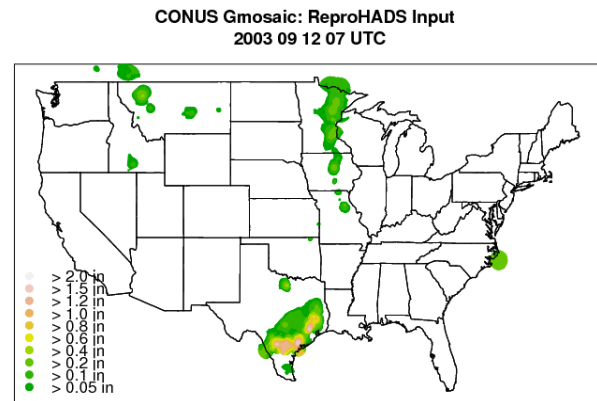 CONUS Gmosaic: ReproHADS Input
2003 09 12 07 UTC
> 2.0 in
> 1.5 in
> 1.2 in
> 1.0 in
> 0.8 in
> 0.6 in
> 0.4 in
> 0.2 in
> 0.1 in
> 0.05 in